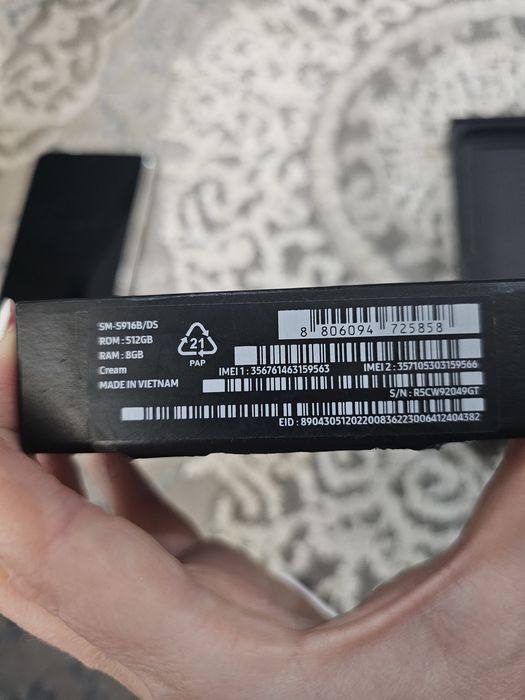 SM-S916B/DS
ROM : 512GB
RAM : 8GB
Cream
MADE IN VIETNAM
21
PAP
8 806094 725858
IMEI 1 : 356761463159563
IMEI 2 : 357105303159566
S/N : R5CW92049GT
EID : 89043051202200836223006412404382